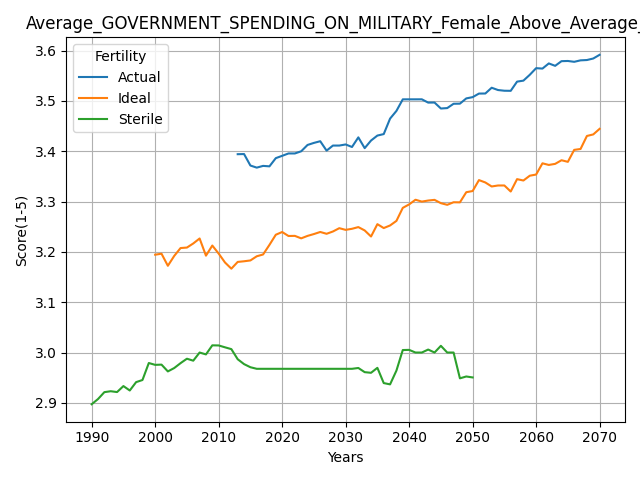 Average_GOVERNMENT_SPENDING_ON_MILITARY_Female_Above_Average_
Fertility
Actual
Ideal
Sterile
Score(1-5)
3.6
3.5
3.4
3.3
3.2
3.1
3.0
2.9
1990 2000 2010 2020 2030 2040 2050 2060 2070
Years